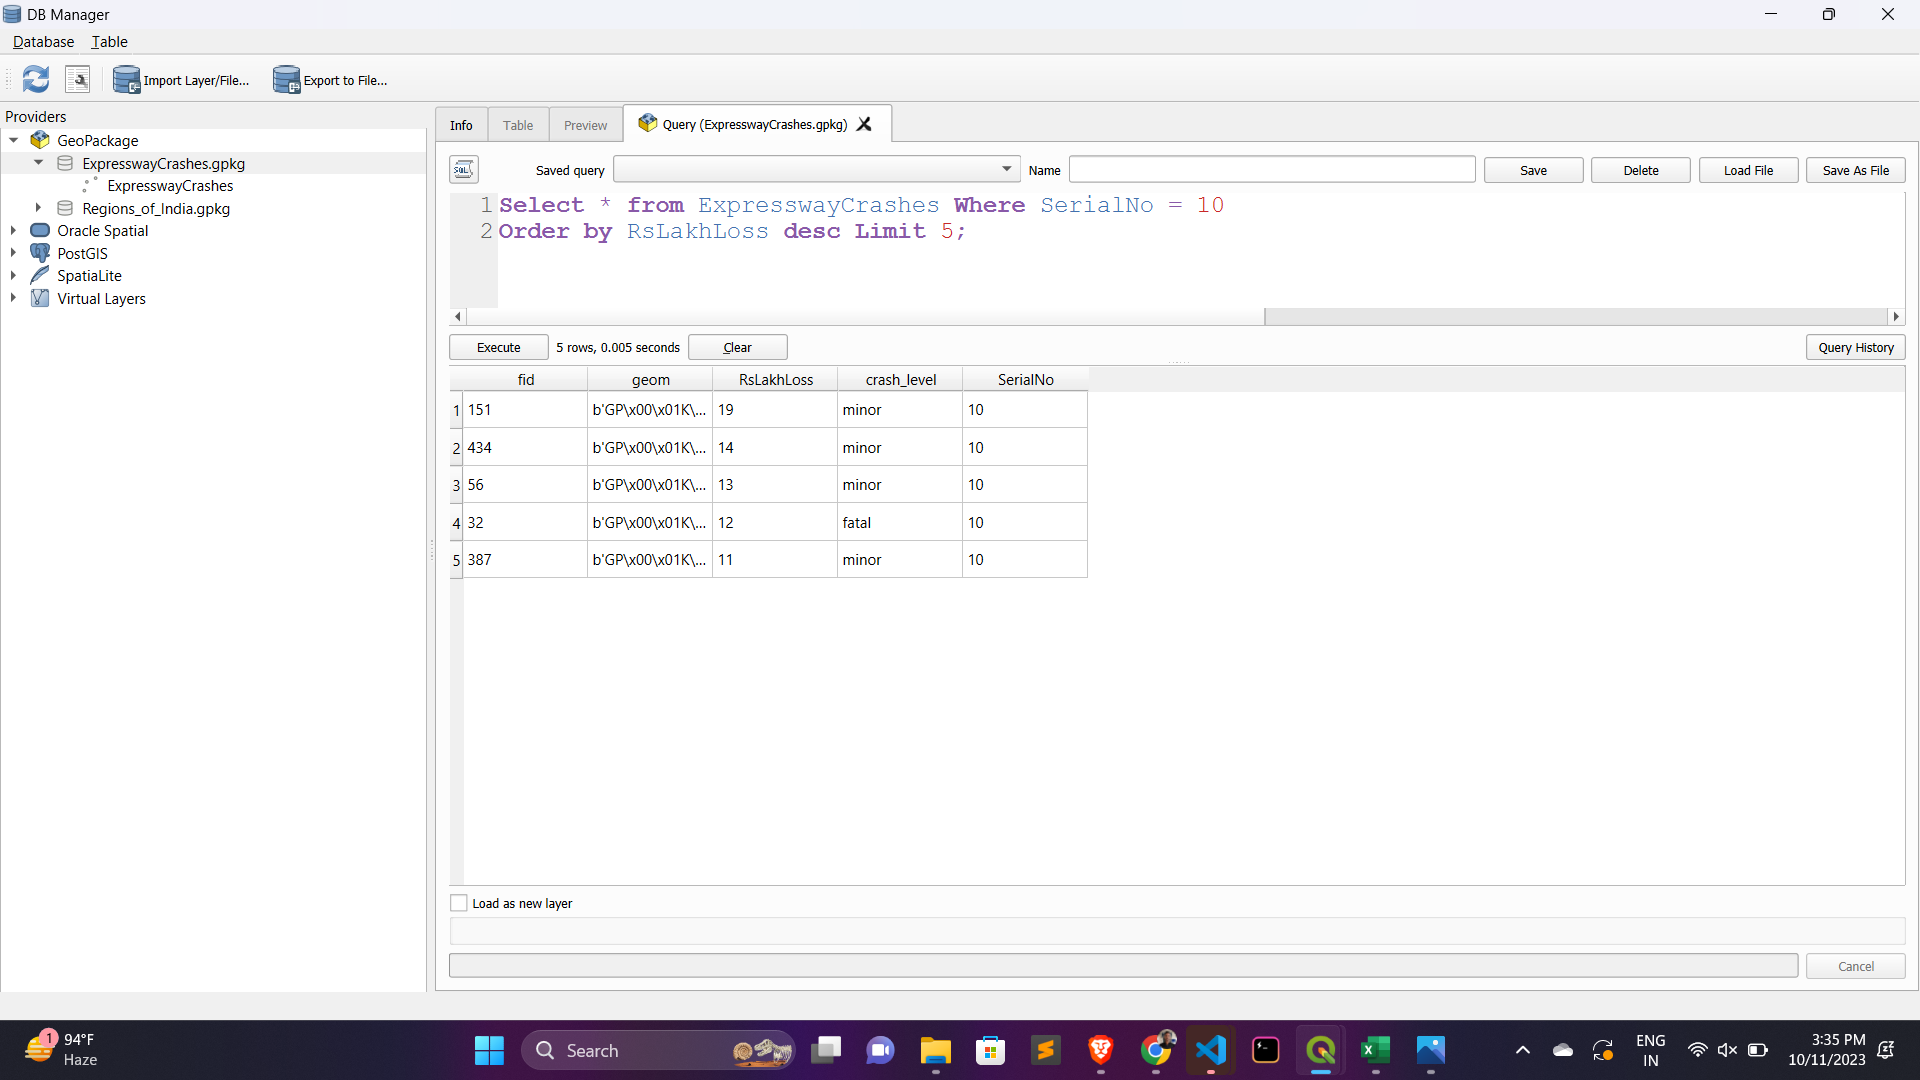 DB Manager
Database Table
Import Layer/File... Export to File...
Providers
GeoPackage
ExpresswayCrashes.gpkg
ExpresswayCrashes
Regions_of_India.gpkg
Oracle Spatial
PostGIS
SpatiaLite
Virtual Layers
Info Table Preview Query (ExpresswayCrashes.gpkg)
SQL Saved query Name Save Delete Load File Save As File
1 Select * from ExpresswayCrashes Where SerialNo = 10
2 Order by RsLakhLoss desc Limit 5;
Execute 5 rows, 0.005 seconds Clear Query History
fid geom RsLakhLoss crash_level SerialNo
1 151 b'GP\x00\x01K\... 19 minor 10
2 434 b'GP\x00\x01K\... 14 minor 10
3 56 b'GP\x00\x01K\... 13 minor 10
4 32 b'GP\x00\x01K\... 12 fatal 10
5 387 b'GP\x00\x01K\... 11 minor 10
Load as new layer
Cancel
1 94°F
Haze
Search
ENG
IN
3:35 PM
10/11/2023